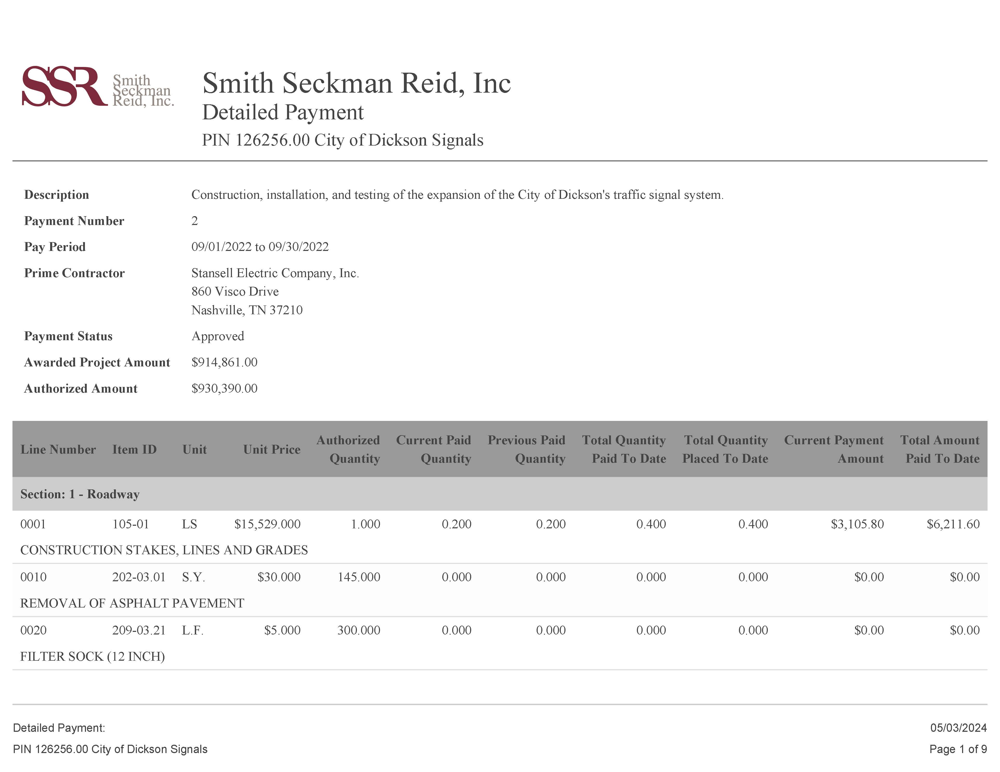 SSR
Smith
Seckman
Reid, Inc.
Smith Seckman Reid, Inc
Detailed Payment
PIN 126256.00 City of Dickson Signals
Description Construction, installation, and testing of the expansion of the City of Dickson's traffic signal system.
Payment Number 2
Pay Period 09/01/2022 to 09/30/2022
Prime Contractor Stansell Electric Company, Inc.
860 Visco Drive
Nashville, TN 37210
Payment Status Approved
Awarded Project Amount $914,861.00
Authorized Amount $930,390.00
Line Number Item ID Unit Unit Price Authorized Quantity Current Paid Quantity Previous Paid Quantity Total Quantity Paid To Date Total Quantity Placed To Date Current Payment Amount Total Amount Paid To Date
Section: 1 - Roadway
0001 105-01 LS $15,529.000 1.000 0.200 0.200 0.400 0.400 $3,105.80 $6,211.60
CONSTRUCTION STAKES, LINES AND GRADES
0010 202-03.01 S.Y. $30.000 145.000 0.000 0.000 0.000 0.000 $0.00 $0.00
REMOVAL OF ASPHALT PAVEMENT
0020 209-03.21 L.F. $5.000 300.000 0.000 0.000 0.000 0.000 $0.00 $0.00
FILTER SOCK (12 INCH)
Detailed Payment: 05/03/2024
PIN 126256.00 City of Dickson Signals Page 1 of 9